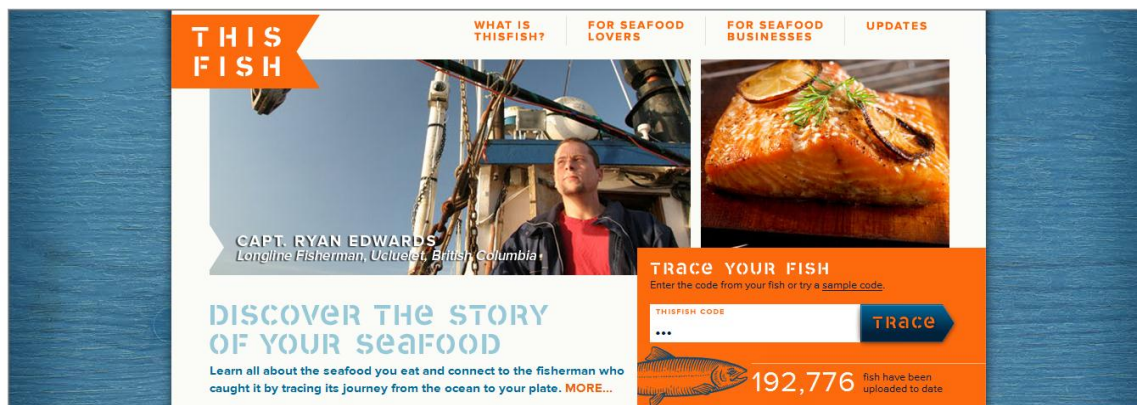 THIS
FISH
WHAT IS
THISFISH?
FOR SEAFOOD
LOVERS
FOR SEAFOOD
BUSINESSES
UPDATES
CAPT. RYAN EDWARDS
Longline Fisherman, Ucluelet, British Columbia
TRace YOUR FISH
Enter the code from your fish or try a sample code.
THISFISH CODE
•••
TRace
DISCOVeR THe STORY
OF YOUR SeaFOOD
Learn all about the seafood you eat and connect to the fisherman who
caught it by tracing its journey from the ocean to your plate. MORE...
192,776 fish have been
uploaded to date